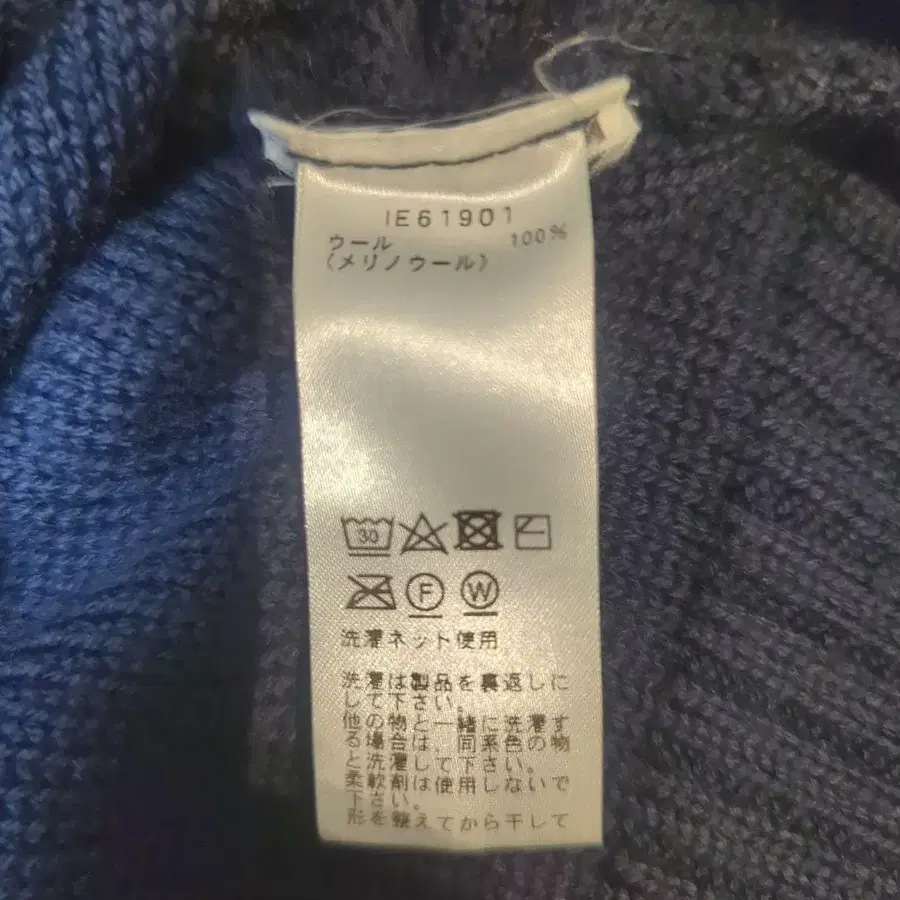 IE61901
ウール 100%
(メリノウール)
30
F W
洗濯ネット使用
洗濯は製品を裏返しに
して下さい。
他の物と一緒に洗濯す
る場合は、同系色の物
と洗濯して下さい。
柔軟剤は使用しないで
下さい。
形を整えてから干して